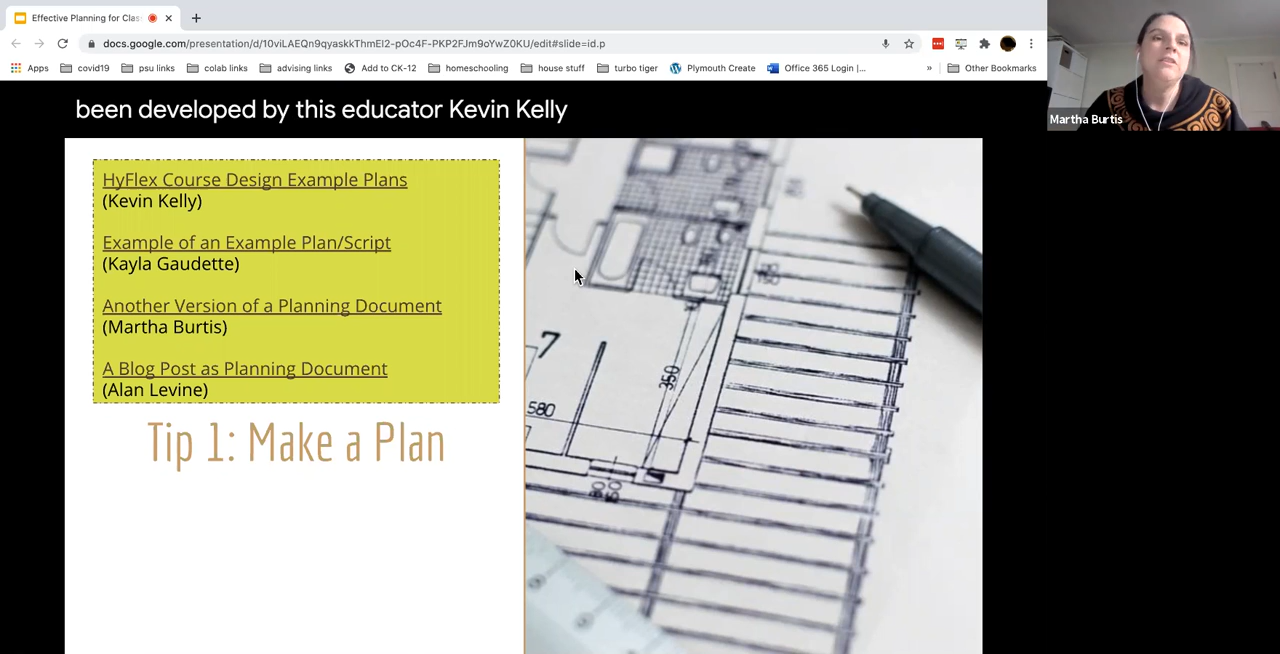 Effective Planning for Clas
docs.google.com/presentation/d/10viLAEQn9qyaskkThmEl2-pOc4F-PKP2FJm9oYwZ0KU/edit#slide=id.p
Apps covid19 psu links colab links advising links Add to CK-12 homeschooling house stuff turbo tiger Plymouth Create Office 365 Login |... » Other Bookmarks
Martha Burtis
been developed by this educator Kevin Kelly
HyFlex Course Design Example Plans
(Kevin Kelly)
Example of an Example Plan/Script
(Kayla Gaudette)
Another Version of a Planning Document
(Martha Burtis)
A Blog Post as Planning Document
(Alan Levine)
Tip 1: Make a Plan
7
350
580